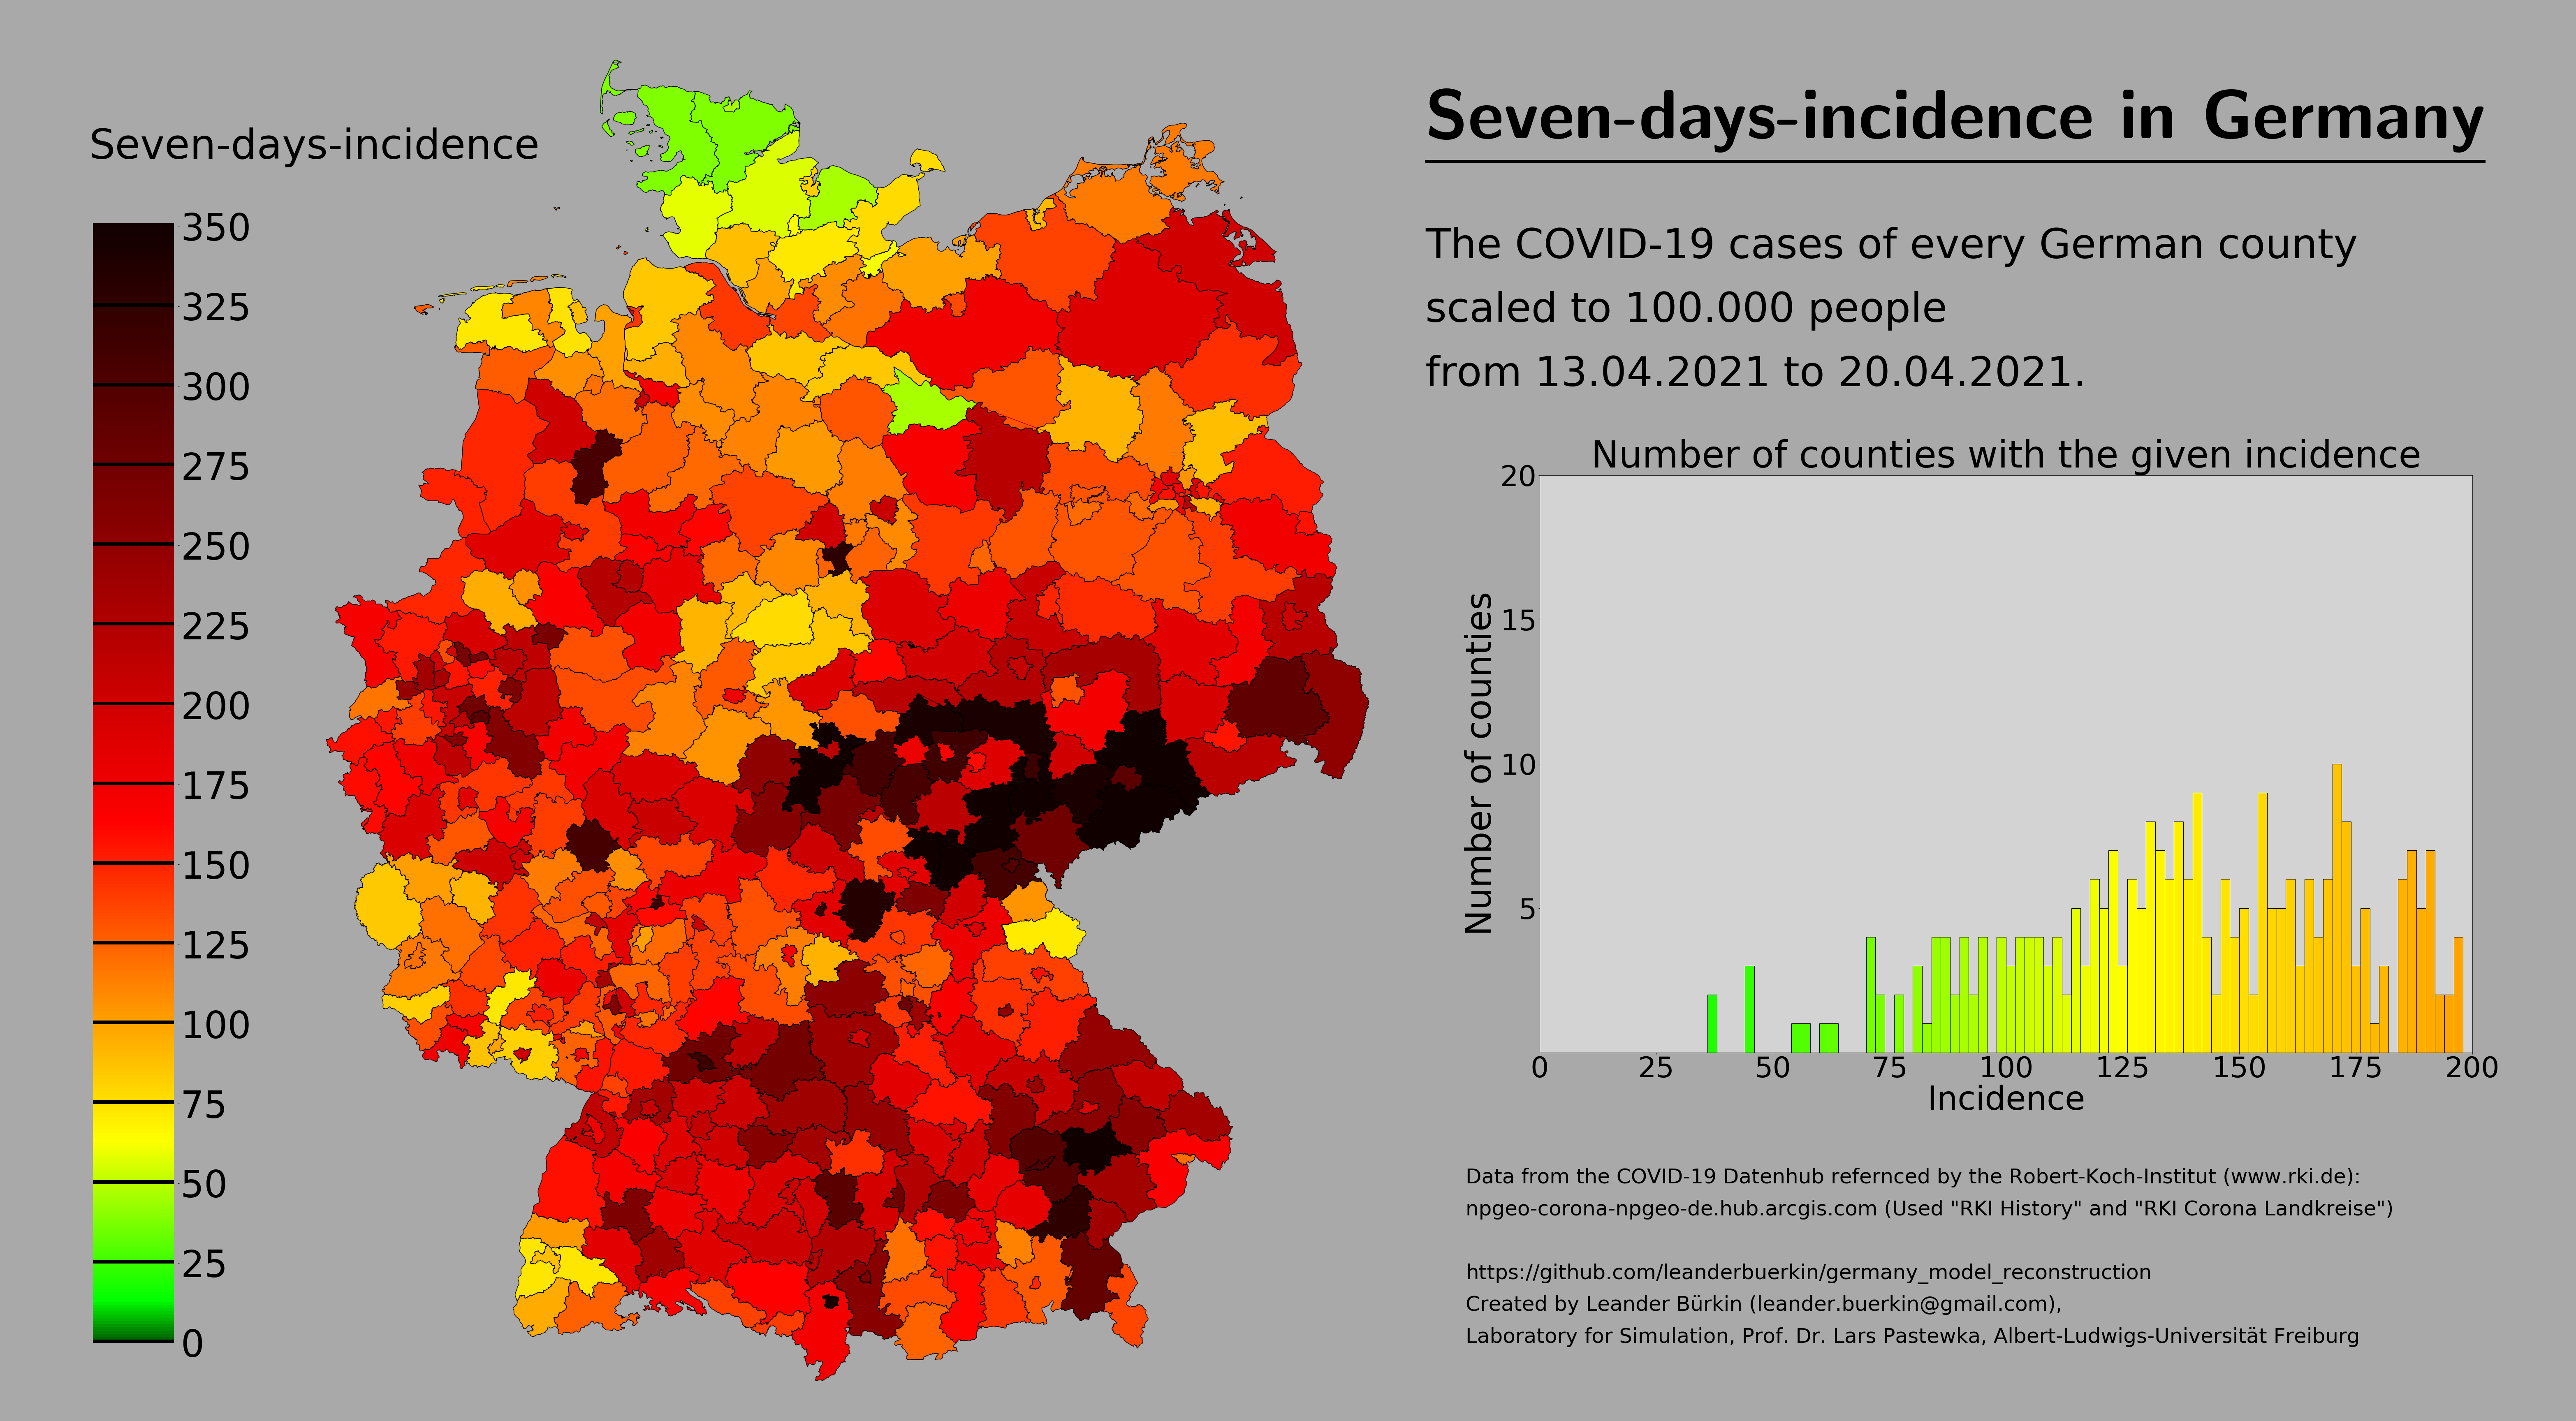 Seven-days-incidence in Germany
Seven-days-incidence
350
325
300
275
250
225
200
175
150
125
100
75
50
25
0
The COVID-19 cases of every German county
scaled to 100.000 people
from 13.04.2021 to 20.04.2021.
Number of counties with the given incidence
Number of counties
20
15
10
5
0 25 50 75 100 125 150 175 200
Incidence
Data from the COVID-19 Datenhub refernced by the Robert-Koch-Institut (www.rki.de):
npgeo-corona-npgeo-de.hub.arcgis.com (Used "RKI History" and "RKI Corona Landkreise")
https://github.com/leanderbuerkin/germany_model_reconstruction
Created by Leander Bürkin (leander.buerkin@gmail.com),
Laboratory for Simulation, Prof. Dr. Lars Pastewka, Albert-Ludwigs-Universität Freiburg